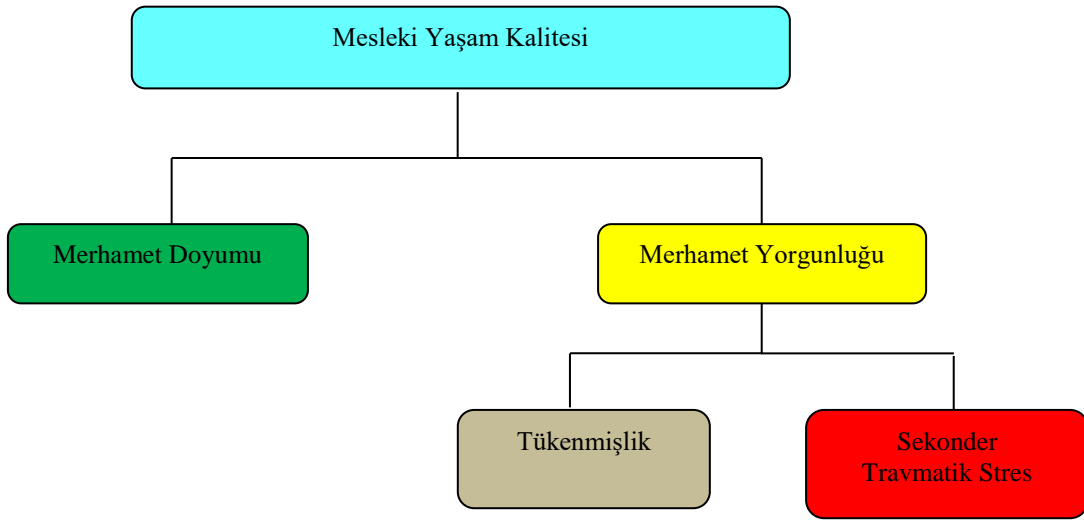 Mesleki Yaşam Kalitesi
Merhamet Doyumu
Merhamet Yorgunluğu
Tükenmişlik
Sekonder
Travmatik Stres